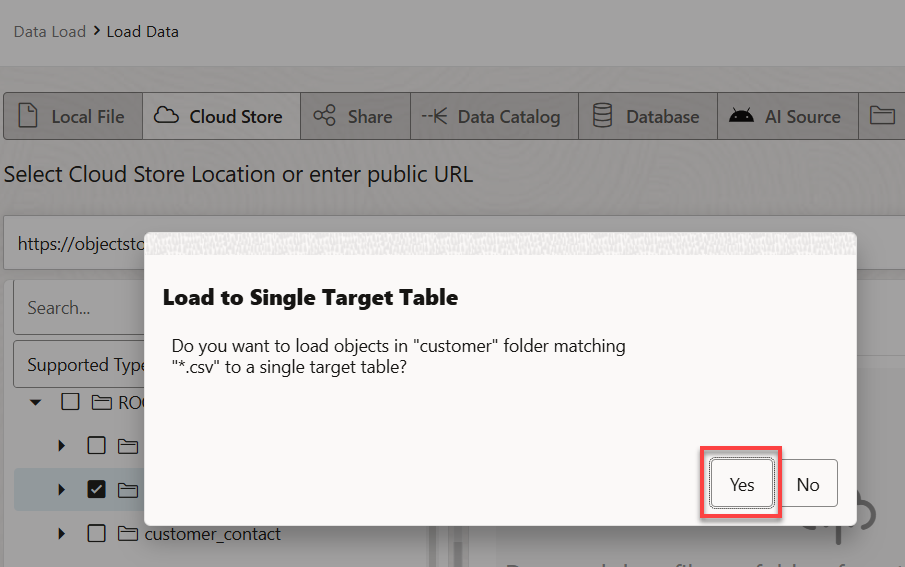 Data Load > Load Data
Local File Cloud Store Share Data Catalog Database AI Source
Select Cloud Store Location or enter public URL
https://objectsto
Load to Single Target Table
Search...
Do you want to load objects in "customer" folder matching
"*.csv" to a single target table?
Supported Type
ROO
Yes No
customer_contact